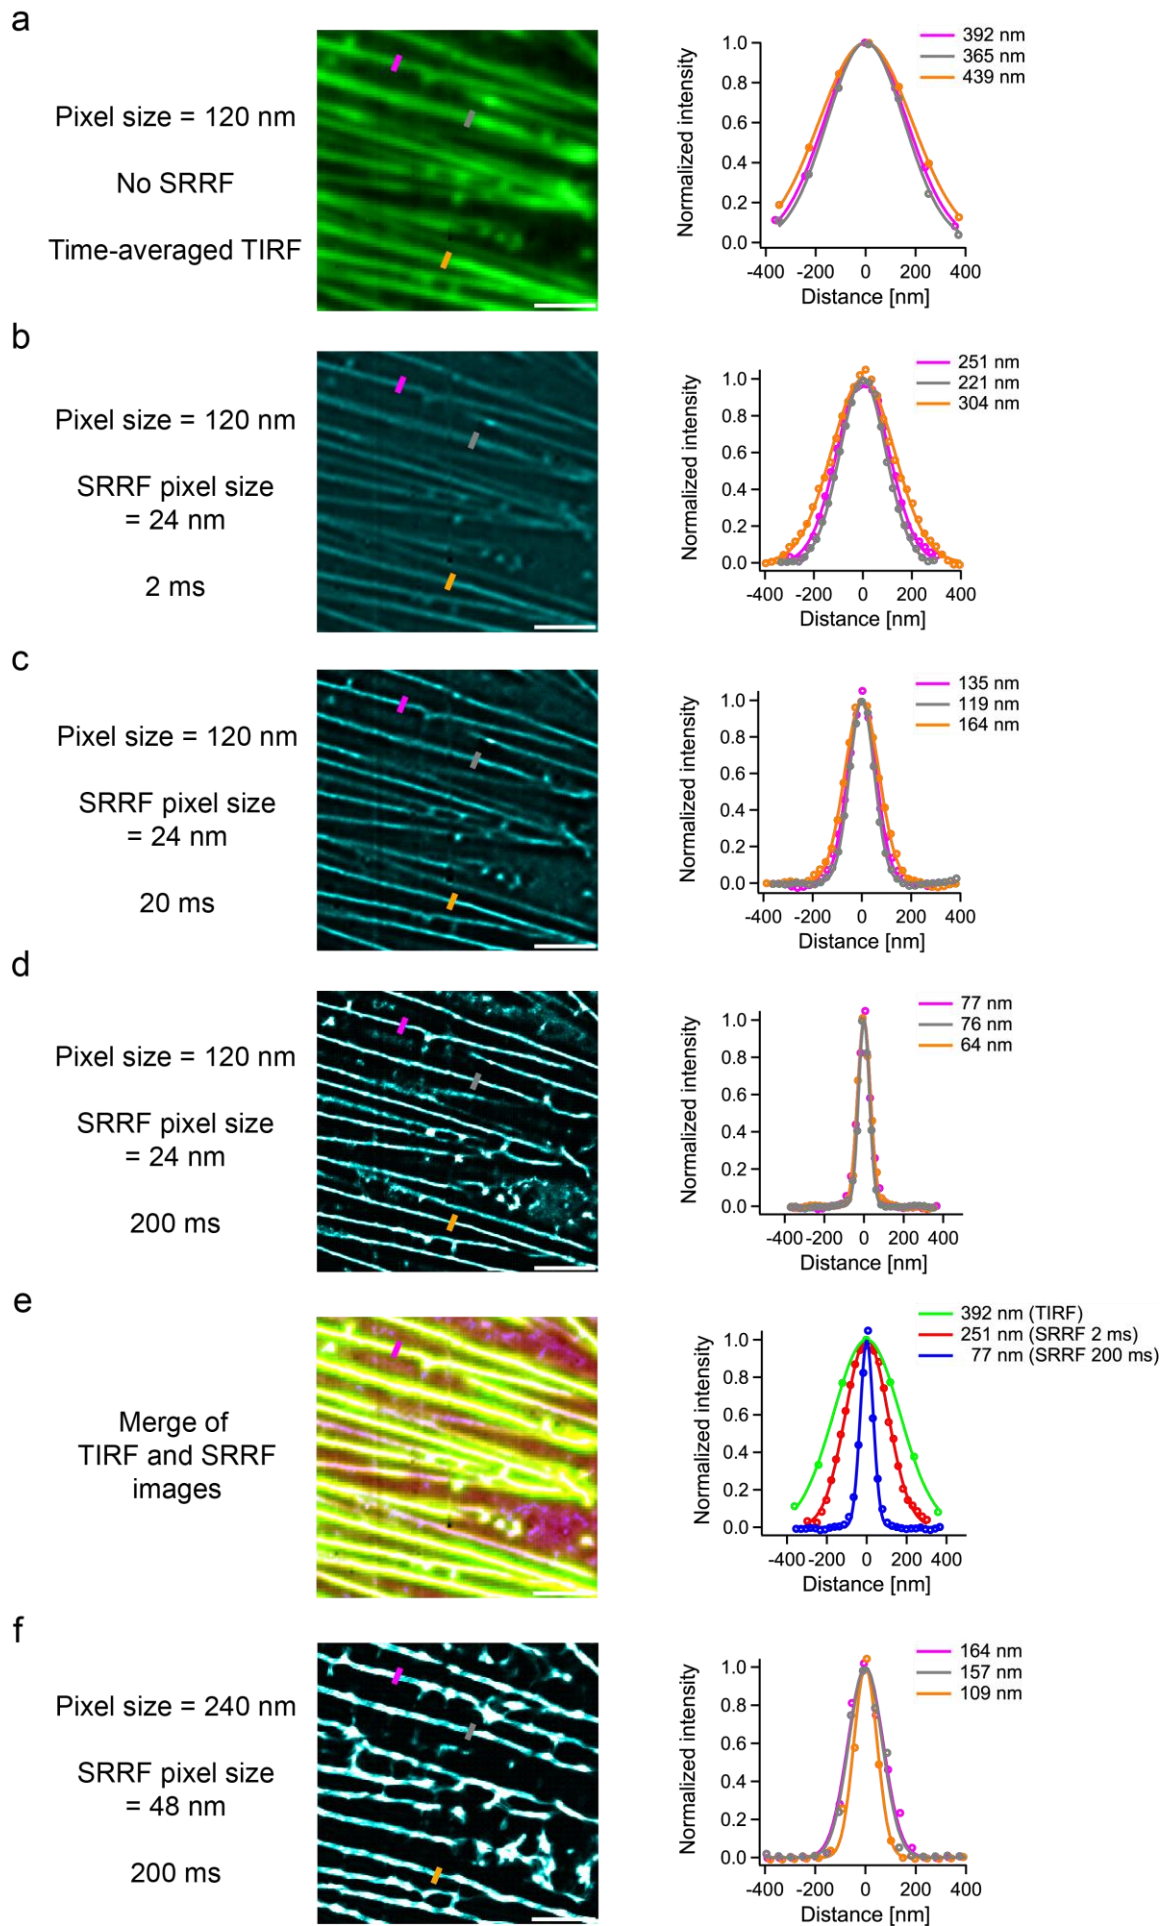 a
Pixel size = 120 nm
No SRRF
Time-averaged TIRF
Normalized intensity
1.0
0.8
0.6
0.4
0.2
0.0
-400 -200 0 200 400
Distance [nm]
392 nm
365 nm
439 nm
b
Pixel size = 120 nm
SRRF pixel size
= 24 nm
2 ms
Normalized intensity
1.0
0.8
0.6
0.4
0.2
0.0
-400 -200 0 200 400
Distance [nm]
251 nm
221 nm
304 nm
c
Pixel size = 120 nm
SRRF pixel size
= 24 nm
20 ms
Normalized intensity
1.0
0.8
0.6
0.4
0.2
0.0
-400 -200 0 200 400
Distance [nm]
135 nm
119 nm
164 nm
d
Pixel size = 120 nm
SRRF pixel size
= 24 nm
200 ms
Normalized intensity
1.0
0.8
0.6
0.4
0.2
0.0
-400 -200 0 200 400
Distance [nm]
77 nm
76 nm
64 nm
e
Merge of
TIRF and SRRF
images
Normalized intensity
1.0
0.8
0.6
0.4
0.2
0.0
-400 -200 0 200 400
Distance [nm]
392 nm (TIRF)
251 nm (SRRF 2 ms)
77 nm (SRRF 200 ms)
f
Pixel size = 240 nm
SRRF pixel size
= 48 nm
200 ms
Normalized intensity
1.0
0.8
0.6
0.4
0.2
0.0
-400 -200 0 200 400
Distance [nm]
164 nm
157 nm
109 nm